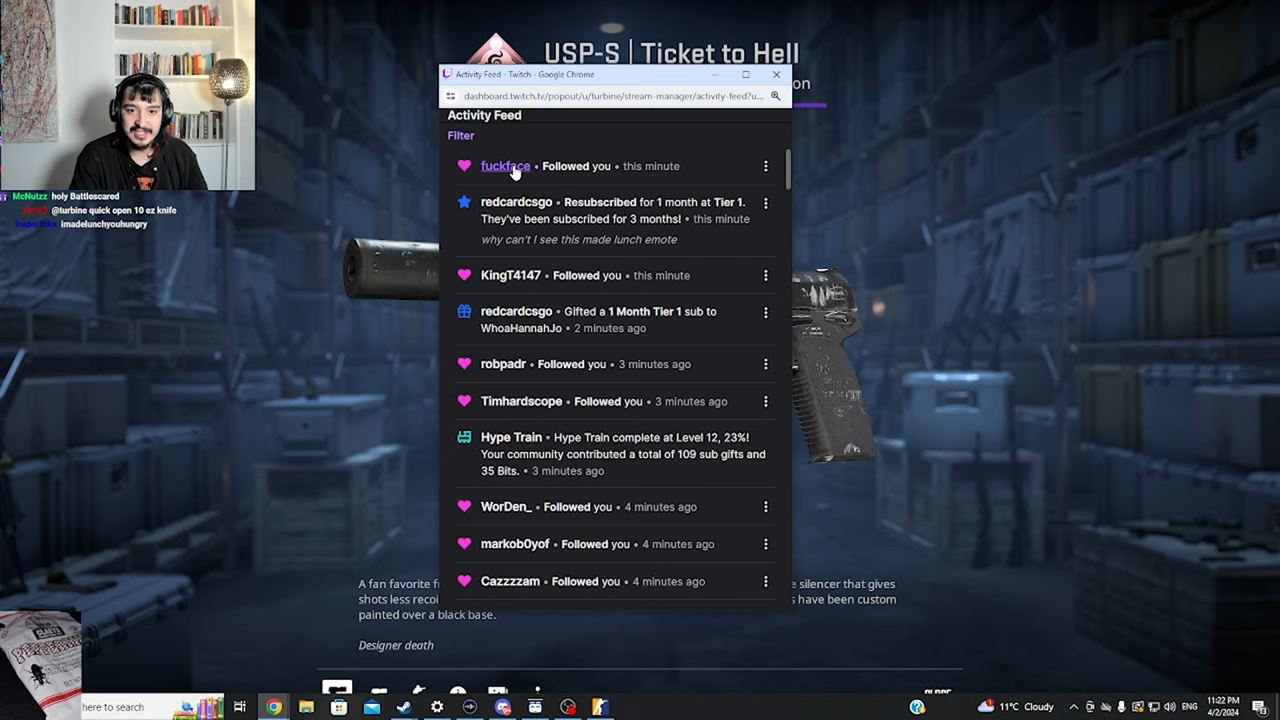 USP-S | Ticket to Hell
on
Activity Feed - Twitch - Google Chrome
dashboard.twitch.tv/popout/u/turbine/stream-manager/activity-feed?u...
Activity Feed
Filter
fuckface • Followed you • this minute
redcardcsgo • Resubscribed for 1 month at Tier 1.
They've been subscribed for 3 months! • this minute
why can't I see this made lunch emote
KingT4147 • Followed you • this minute
redcardcsgo • Gifted a 1 Month Tier 1 sub to
WhoaHannahJo • 2 minutes ago
robpadr • Followed you • 3 minutes ago
Timhardscope • Followed you • 3 minutes ago
Hype Train • Hype Train complete at Level 12, 23%!
Your community contributed a total of 109 sub gifts and
35 Bits. • 3 minutes ago
WorDen_ • Followed you • 4 minutes ago
markob0yof • Followed you • 4 minutes ago
Cazzzzam • Followed you • 4 minutes ago
McNutzz holy Battlescared
@turbine quick open 10 ez knife
imadelunchyouhungry
A fan favorite f
e silencer that gives
shots less recoi
s have been custom
painted over a black base.
Designer death
here to search
11°C Cloudy
ENG
11:22 PM
4/2/2024